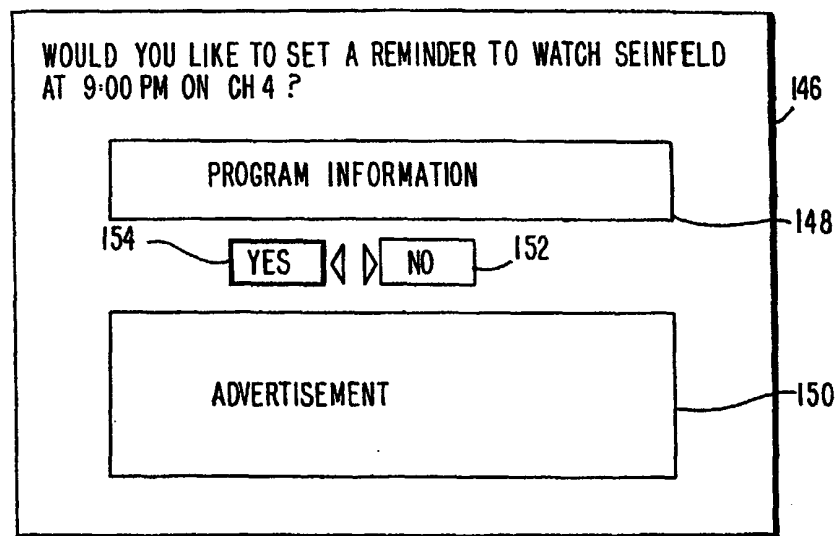 WOULD YOU LIKE TO SET A REMINDER TO WATCH SEINFELD
AT 9:00 PM ON CH 4 ?
146
PROGRAM INFORMATION
148
154 YES NO 152
ADVERTISEMENT
150